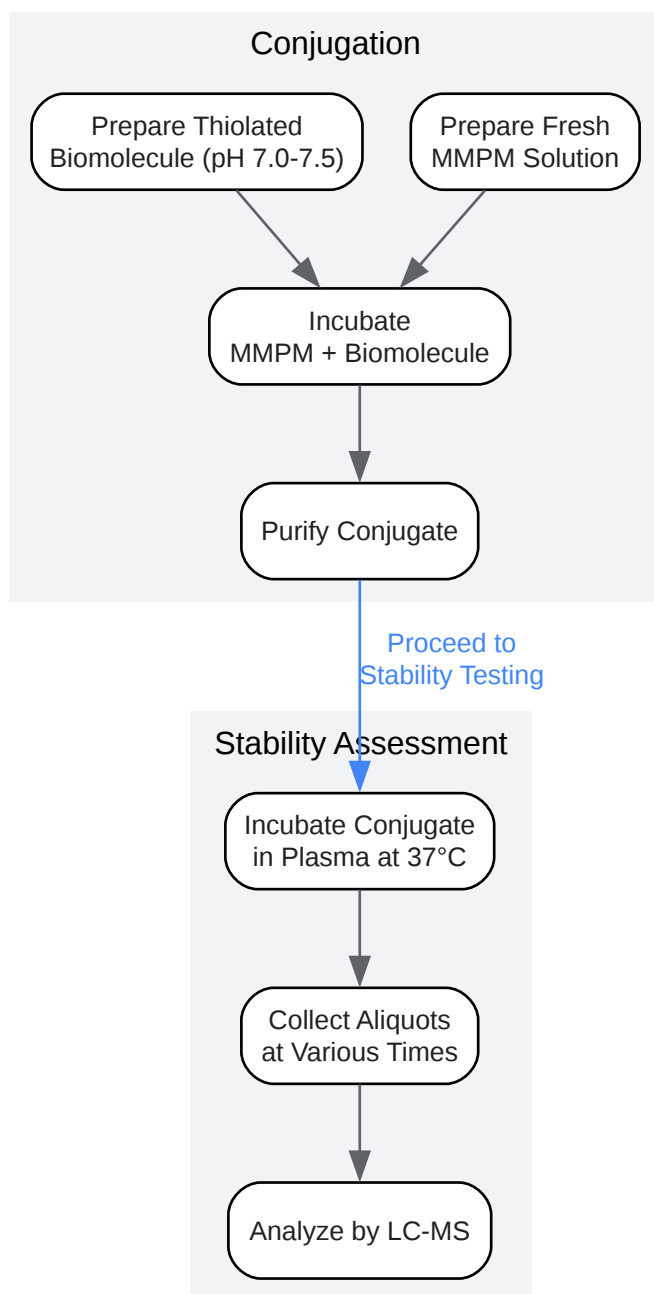 Conjugation
Prepare Thiolated
Biomolecule (pH 7.0-7.5)
Prepare Fresh
MMPM Solution
Incubate
MMPM + Biomolecule
Purify Conjugate
Proceed to
Stability Testing
Stability Assessment
Incubate Conjugate
in Plasma at 37°C
Collect Aliquots
at Various Times
Analyze by LC-MS